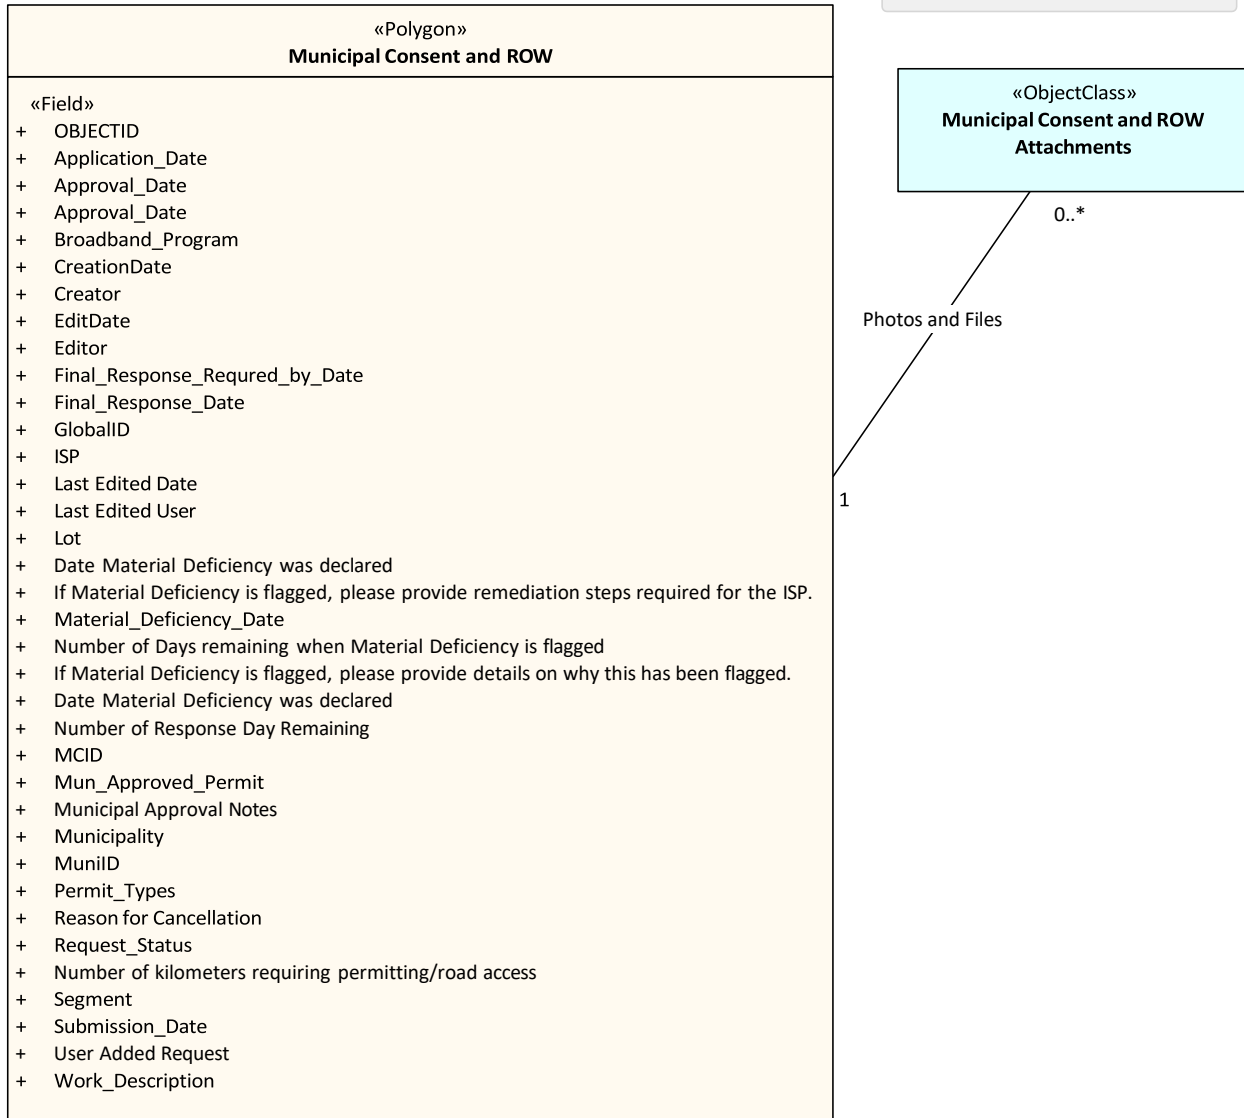 «Polygon»
Municipal Consent and ROW
«Field»
+ OBJECTID
+ Application_Date
+ Approval_Date
+ Approval_Date
+ Broadband_Program
+ CreationDate
+ Creator
+ EditDate
+ Editor
+ Final_Response_Requred_by_Date
+ Final_Response_Date
+ GlobalID
+ ISP
+ Last Edited Date
+ Last Edited User
+ Lot
+ Date Material Deficiency was declared
+ If Material Deficiency is flagged, please provide remediation steps required for the ISP.
+ Material_Deficiency_Date
+ Number of Days remaining when Material Deficiency is flagged
+ If Material Deficiency is flagged, please provide details on why this has been flagged.
+ Date Material Deficiency was declared
+ Number of Response Day Remaining
+ MCID
+ Mun_Approved_Permit
+ Municipal Approval Notes
+ Municipality
+ MuniID
+ Permit_Types
+ Reason for Cancellation
+ Request_Status
+ Number of kilometers requiring permitting/road access
+ Segment
+ Submission_Date
+ User Added Request
+ Work_Description
«ObjectClass»
Municipal Consent and ROW
Attachments
0..*
Photos and Files
1